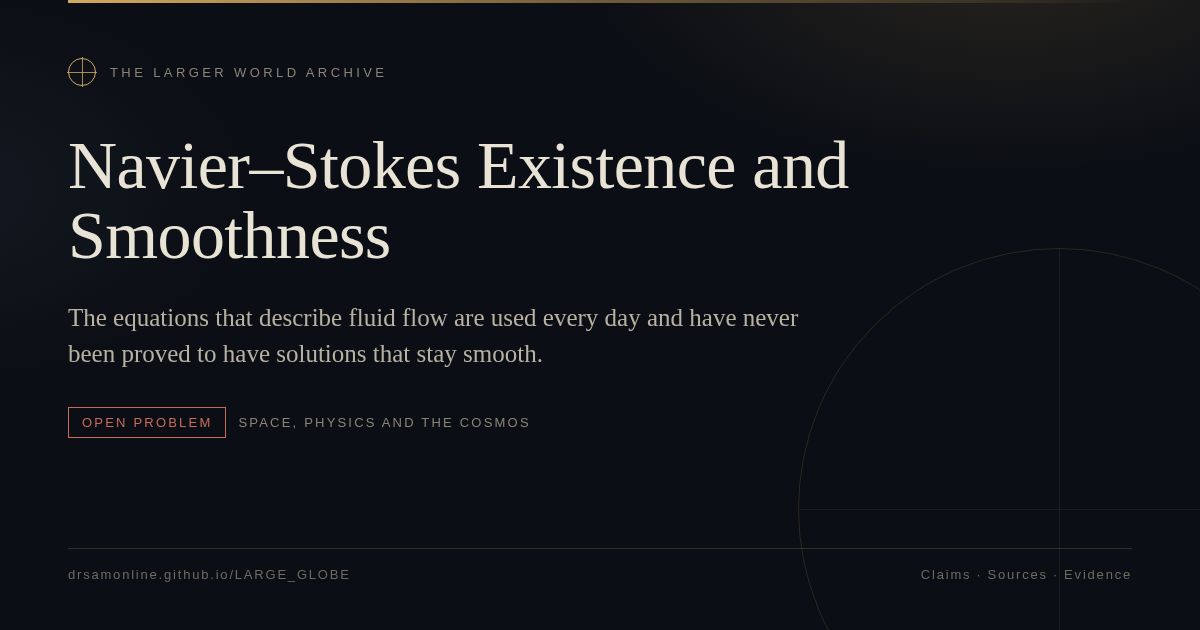 THE LARGER WORLD ARCHIVE
Navier–Stokes Existence and
Smoothness
The equations that describe fluid flow are used every day and have never
been proved to have solutions that stay smooth.
OPEN PROBLEM
SPACE, PHYSICS AND THE COSMOS
drsamonline.github.io/LARGE_GLOBE
Claims · Sources · Evidence